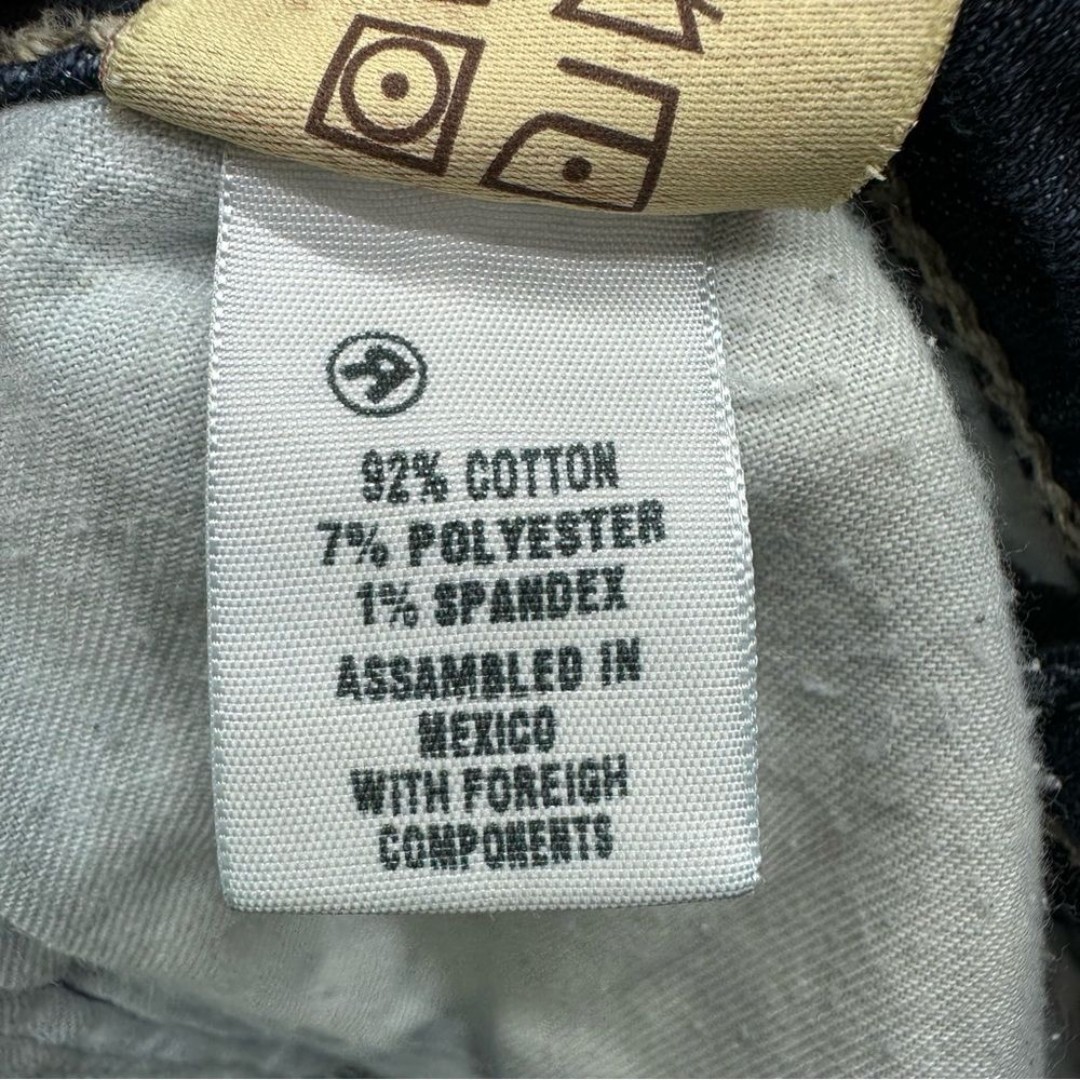 92% COTTON
7% POLYESTER
1% SPANDEX
ASSAMBLED IN
MEXICO
WITH FOREIGH
COMPONENTS